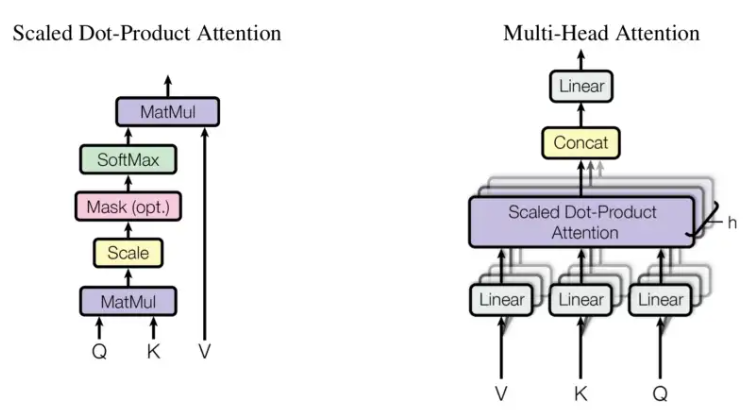 Scaled Dot-Product Attention
MatMul
SoftMax
Mask (opt.)
Scale
MatMul
Q K V
Multi-Head Attention
Linear
Concat
Scaled Dot-Product
Attention
h
Linear Linear Linear
V K Q